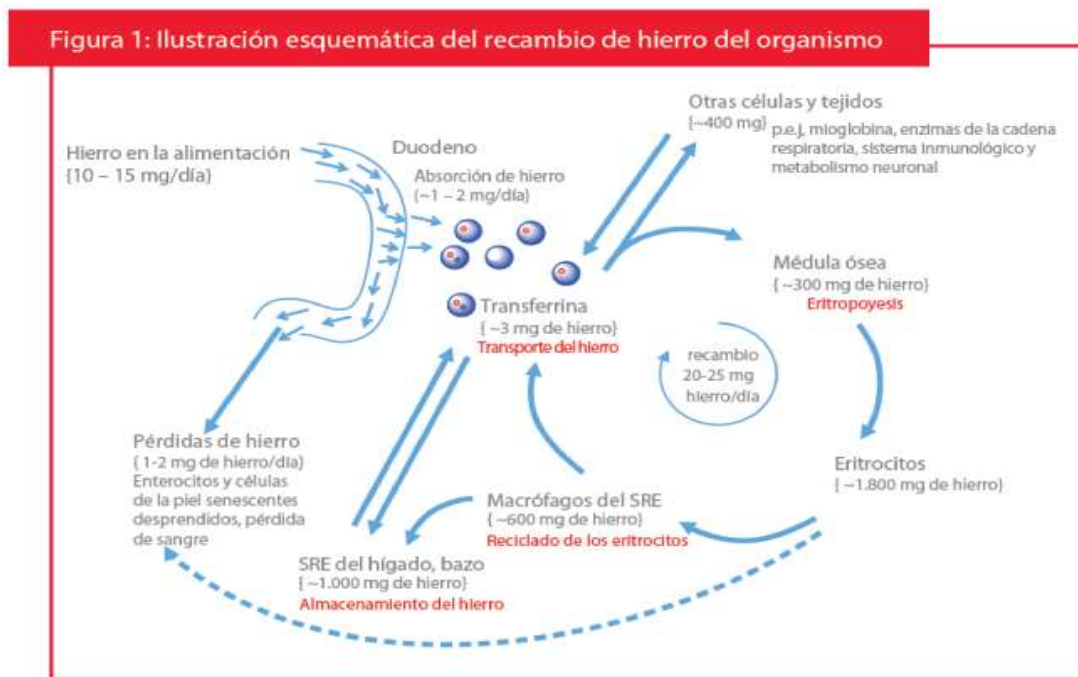 Figura 1: Ilustración esquemática del recambio de hierro del organismo
Hierro en la alimentación
{10 – 15 mg/día}
Duodeno
Absorción de hierro
(~1 – 2 mg/día)
Otras células y tejidos
{~400 mg}
p.e.j, mioglobina, enzimas de la cadena
respiratoria, sistema inmunológico y
metabolismo neuronal
Médula ósea
{ ~300 mg de hierro}
Eritropoyesis
Transferrina
{ ~3 mg de hierro}
Transporte del hierro
recambio
20-25 mg
hierro/día
Pérdidas de hierro
{ 1-2 mg de hierro/día)
Enterocitos y células
de la piel senescentes
desprendidos, pérdida
de sangre
Eritrocitos
{ ~1.800 mg de hierro}
Macrófagos del SRE
{ ~600 mg de hierro}
Reciclado de los eritrocitos
SRE del hígado, bazo
{ ~1.000 mg de hierro}
Almacenamiento del hierro